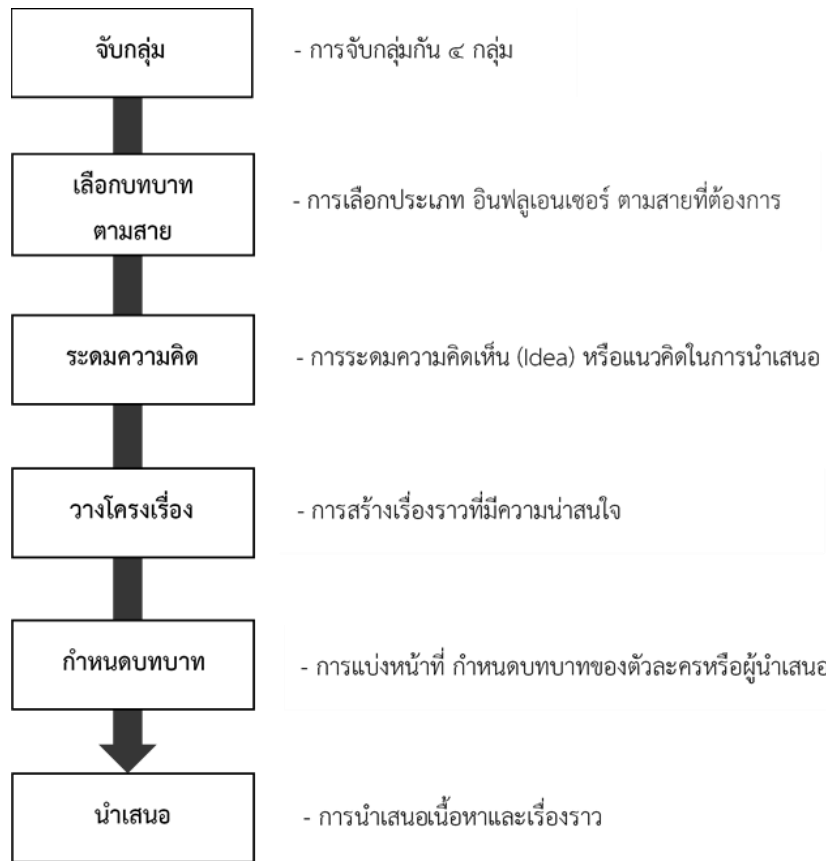 จับกลุ่ม
- การจับกลุ่มกัน ๔ กลุ่ม
เลือกบทบาท
ตามสาย
- การเลือกประเภท อินฟลูเอนเซอร์ ตามสายที่ต้องการ
ระดมความคิด
- การระดมความคิดเห็น (Idea) หรือแนวคิดในการนำเสนอ
วางโครงเรื่อง
- การสร้างเรื่องราวที่มีความน่าสนใจ
กำหนดบทบาท
- การแบ่งหน้าที่ กำหนดบทบาทของตัวละครหรือผู้นำเสนอ
นำเสนอ
- การนำเสนอเนื้อหาและเรื่องราว